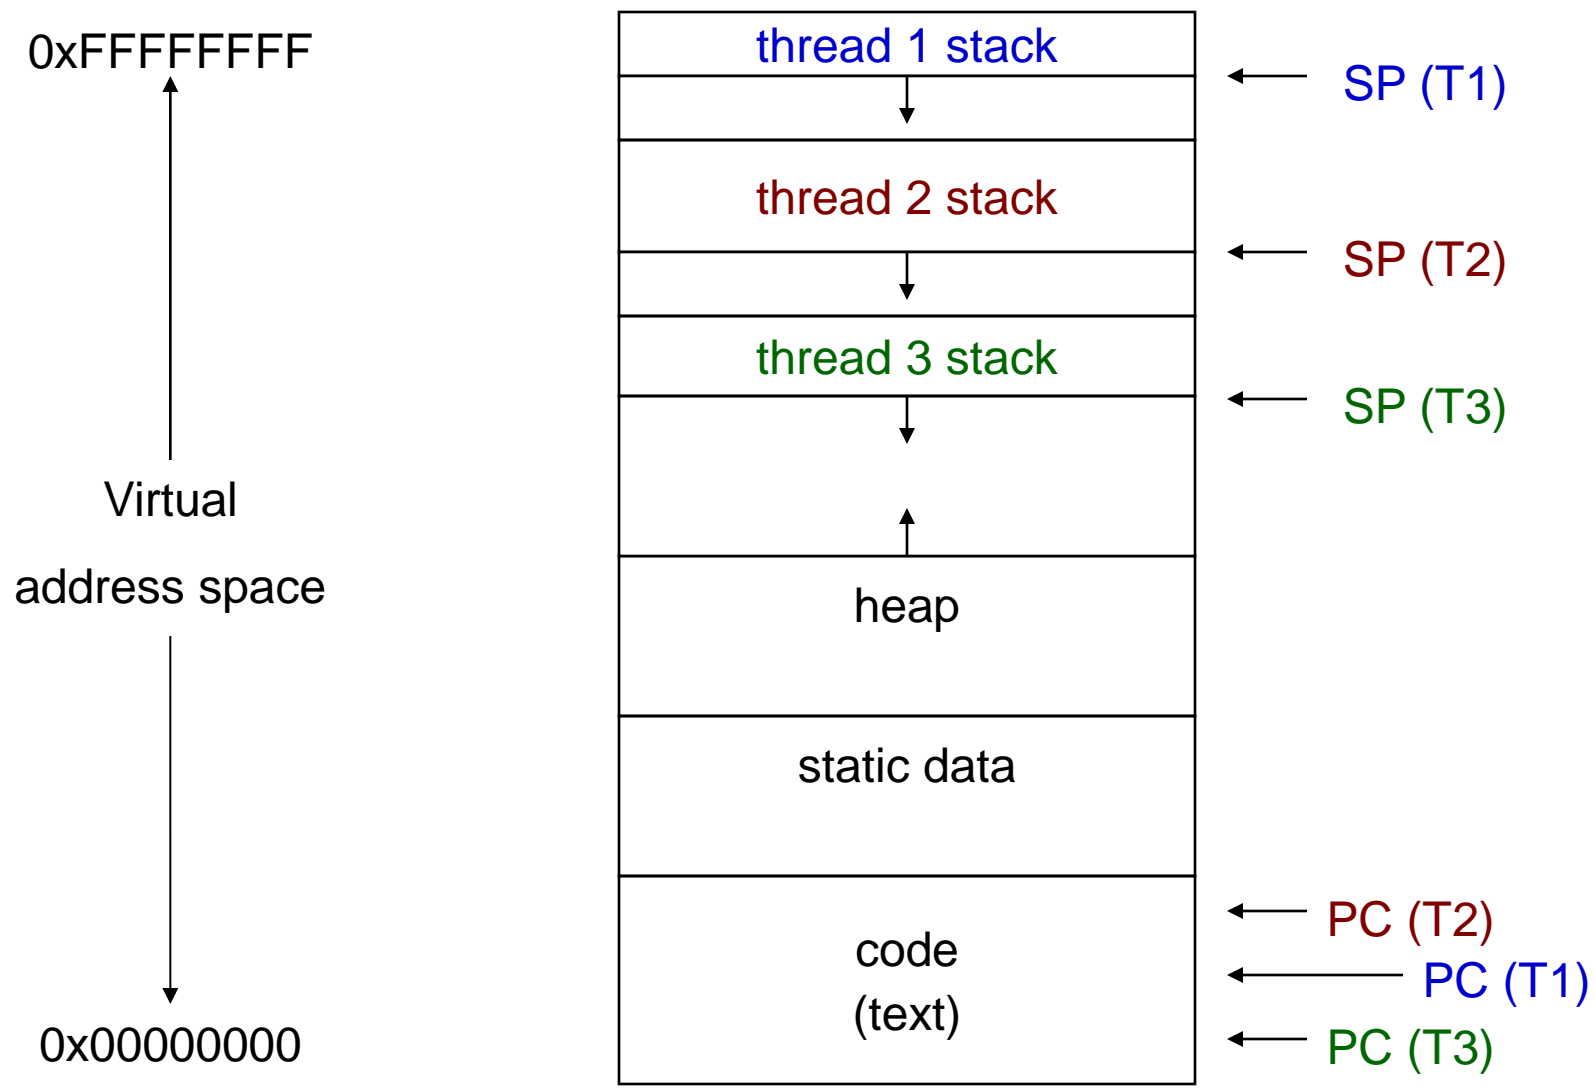 0xFFFFFFFF
Virtual
address space
0x00000000
thread 1 stack
thread 2 stack
thread 3 stack
heap
static data
code
(text)
SP (T1)
SP (T2)
SP (T3)
PC (T2)
PC (T1)
PC (T3)